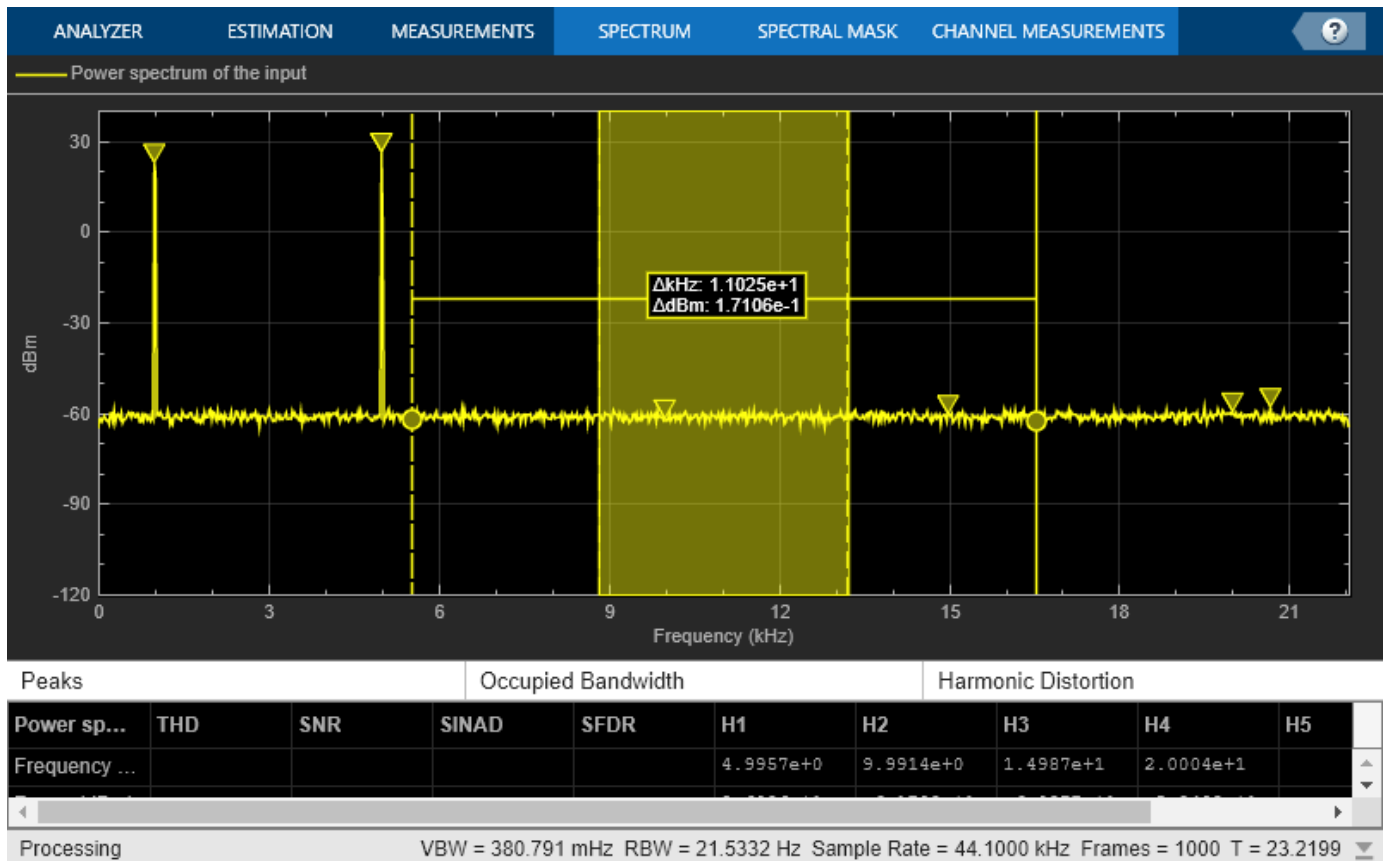 ANALYZER ESTIMATION MEASUREMENTS SPECTRUM SPECTRAL MASK CHANNEL MEASUREMENTS ?
Power spectrum of the input
30
0
-30
-60
-90
-120
dBm
ΔkHz: 1.1025e+1
ΔdBm: 1.7106e-1
0 3 6 9 12 15 18 21
Frequency (kHz)
Peaks Occupied Bandwidth Harmonic Distortion
Power sp... THD SNR SINAD SFDR H1 H2 H3 H4 H5
Frequency ... 4.9957e+0 9.9914e+0 1.4987e+1 2.0004e+1
Processing VBW = 380.791 mHz RBW = 21.5332 Hz Sample Rate = 44.1000 kHz Frames = 1000 T = 23.2199